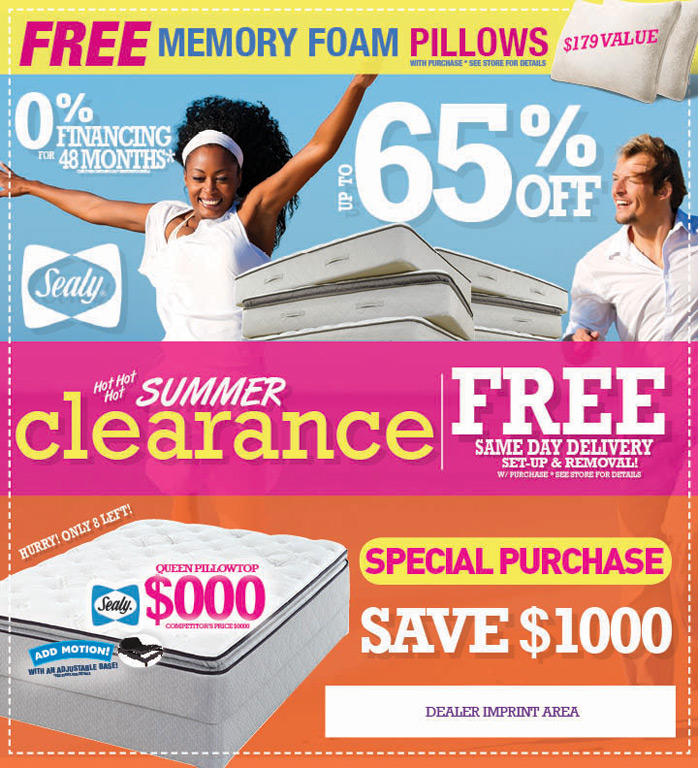 FREE MEMORY FOAM PILLOWS
WITH PURCHASE * SEE STORE FOR DETAILS
$179 VALUE
0%
FINANCING
FOR 48 MONTHS*
UP TO 65% OFF
Sealy
Hot Hot
Hot
SUMMER
clearance
FREE
SAME DAY DELIVERY
SET-UP & REMOVAL!
W/ PURCHASE * SEE STORE FOR DETAILS
HURRY! ONLY 8 LEFT!
QUEEN PILLOWTOP
Sealy
$000
COMPETITOR'S PRICE $0000
ADD MOTION!
WITH AN ADJUSTABLE BASE!
SPECIAL PURCHASE
SAVE $1000
DEALER IMPRINT AREA